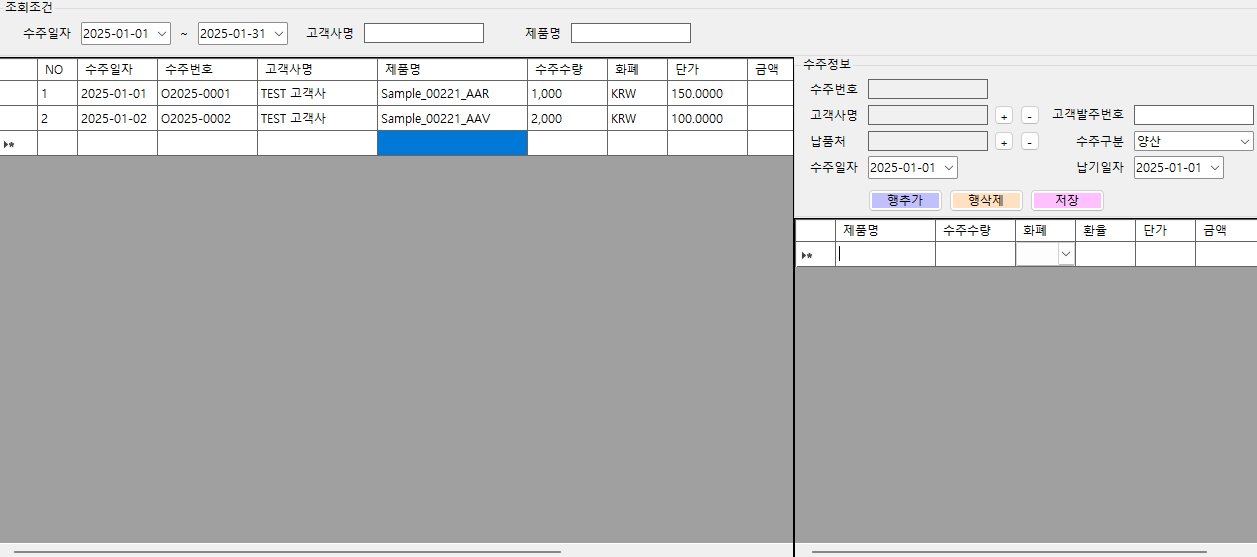 조회조건
수주일자 2025-01-01 ~ 2025-01-31 고객사명 제품명
NO 수주일자 수주번호 고객사명 제품명 수주수량 화폐 단가 금액
1 2025-01-01 O2025-0001 TEST 고객사 Sample_00221_AAR 1,000 KRW 150.0000
2 2025-01-02 O2025-0002 TEST 고객사 Sample_00221_AAV 2,000 KRW 100.0000
수주정보
수주번호
고객사명 + - 고객발주번호
납품처 + - 수주구분 양산
수주일자 2025-01-01 납기일자 2025-01-01
행추가 행삭제 저장
제품명 수주수량 화폐 환율 단가 금액